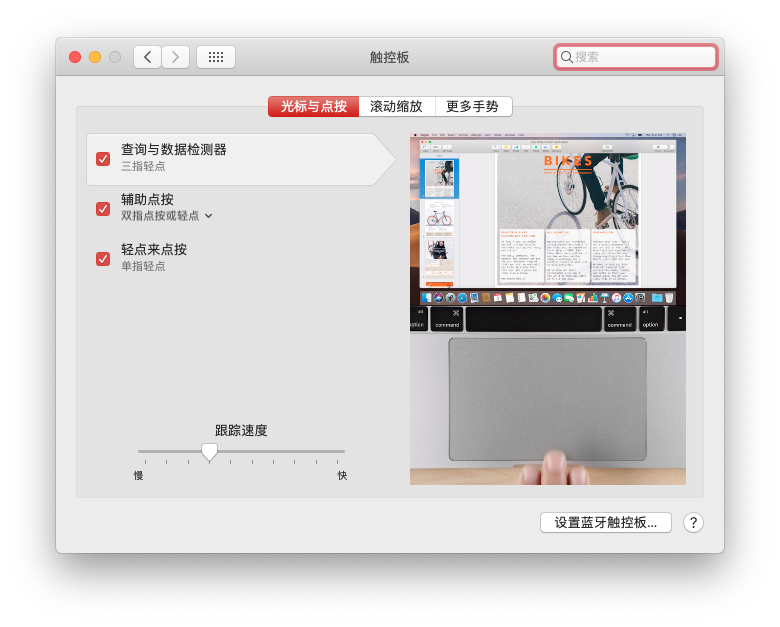 触控板
搜索
光标与点按
滚动缩放
更多手势
查询与数据检测器
三指轻点
辅助点按
双指点按或轻点
轻点来点按
单指轻点
跟踪速度
慢
快
BIKES
⌘
command
⌘
command
option
设置蓝牙触控板...
?